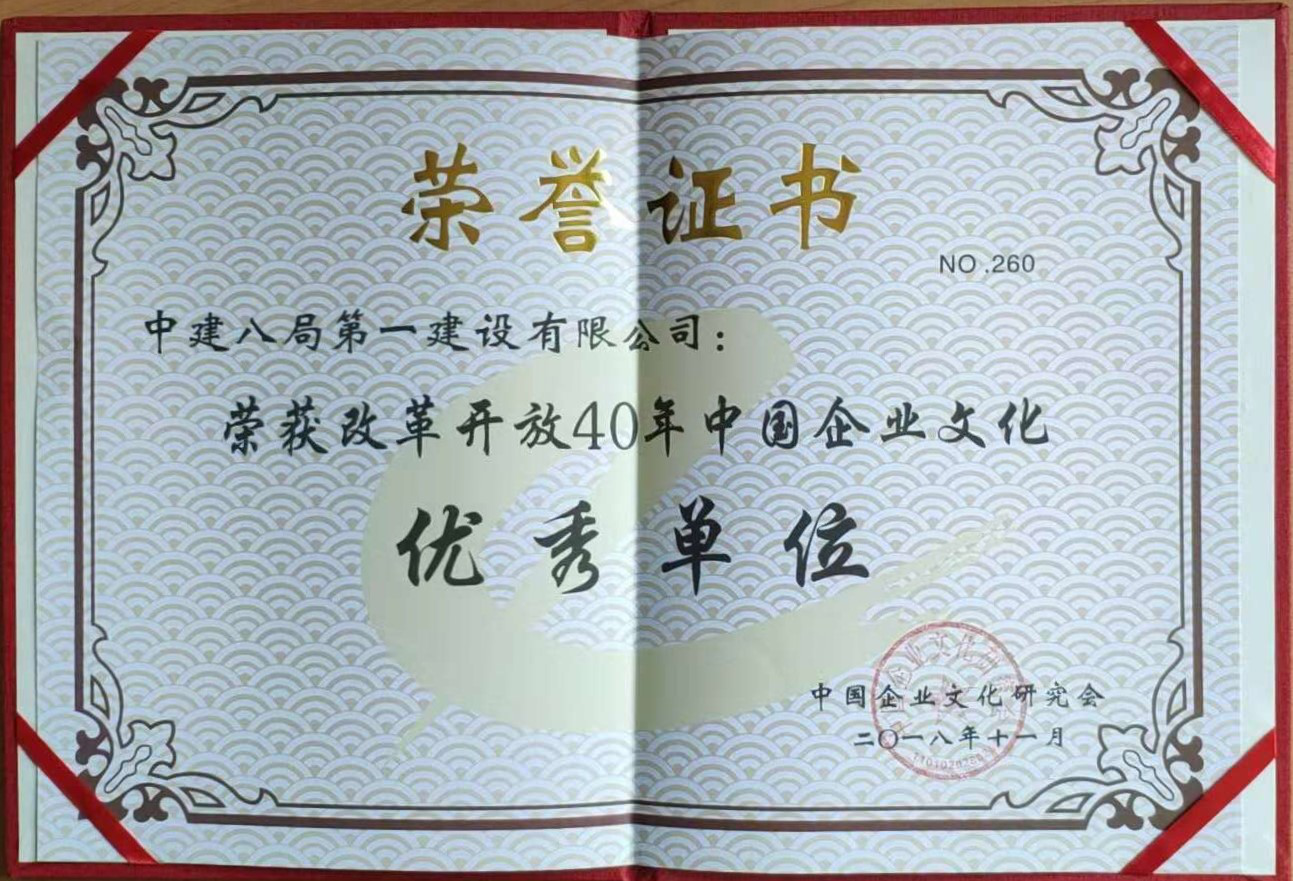 荣誉证书
NO.260
中建八局第一建设有限公司：
荣获改革开放40年中国企业文化
优秀单位
中国企业文化研究会
二〇一八年十一月